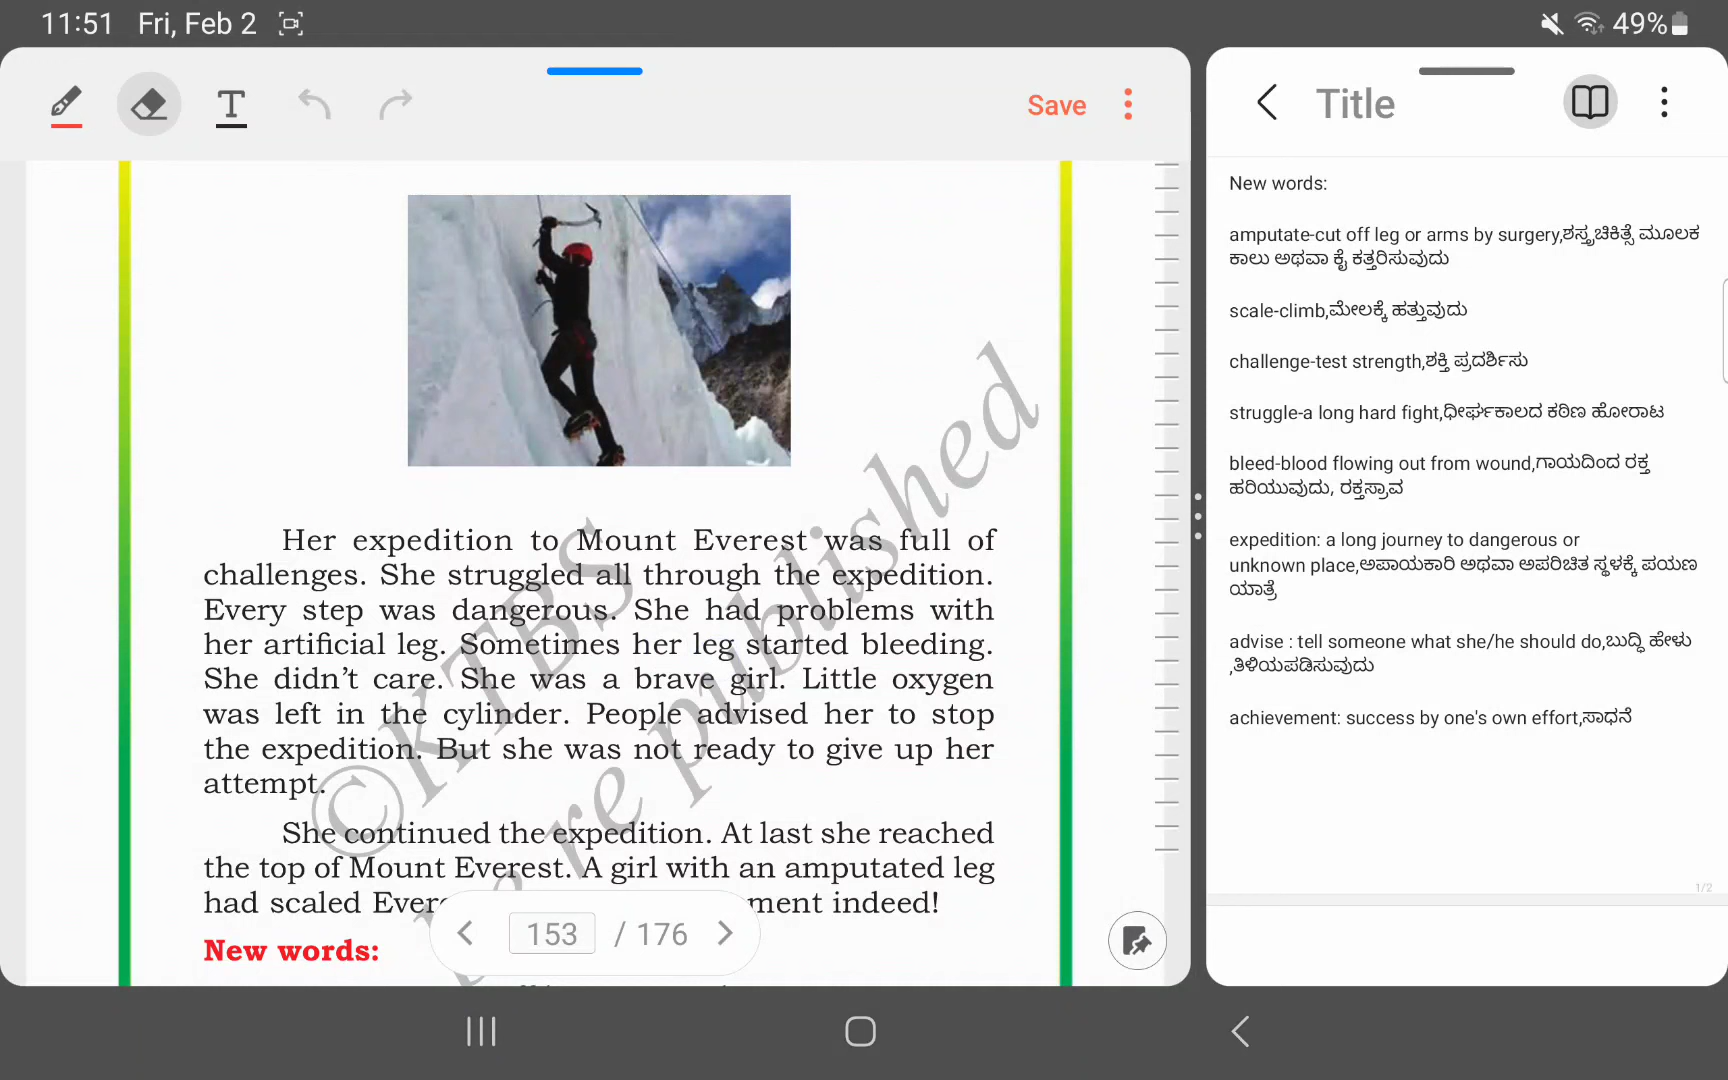 11:51 Fri, Feb 2
49%
Save
Her expedition to Mount Everest was full of
challenges. She struggled all through the expedition.
Every step was dangerous. She had problems with
her artificial leg. Sometimes her leg started bleeding.
She didn't care. She was a brave girl. Little oxygen
was left in the cylinder. People advised her to stop
the expedition. But she was not ready to give up her
attempt.
She continued the expedition. At last she reached
the top of Mount Everest. A girl with an amputated leg
had scaled ment indeed!
New words:
153 / 176
©KTBS
re published
Title
New words:
amputate-cut off leg or arms by surgery,ಶಸ್ತ್ರಚಿಕಿತ್ಸೆ ಮೂಲಕ
ಕಾಲು ಅಥವಾ ಕೈ ಕತ್ತರಿಸುವುದು
scale-climb,ಮೇಲಕ್ಕೆ ಹತ್ತುವುದು
challenge-test strength,ಶಕ್ತಿ ಪ್ರದರ್ಶಿಸು
struggle-a long hard fight,ಧೀರ್ಘಕಾಲದ ಕಠಿಣ ಹೋರಾಟ
bleed-blood flowing out from wound,ಗಾಯದಿಂದ ರಕ್ತ
ಹರಿಯುವುದು, ರಕ್ತಸ್ರಾವ
expedition: a long journey to dangerous or
unknown place,ಅಪಾಯಕಾರಿ ಅಥವಾ ಅಪರಿಚಿತ ಸ್ಥಳಕ್ಕೆ ಪಯಣ
ಯಾತ್ರೆ
advise : tell someone what she/he should do,ಬುದ್ಧಿ ಹೇಳು
,ತಿಳಿಯಪಡಿಸುವುದು
achievement: success by one's own effort,ಸಾಧನೆ
1/2